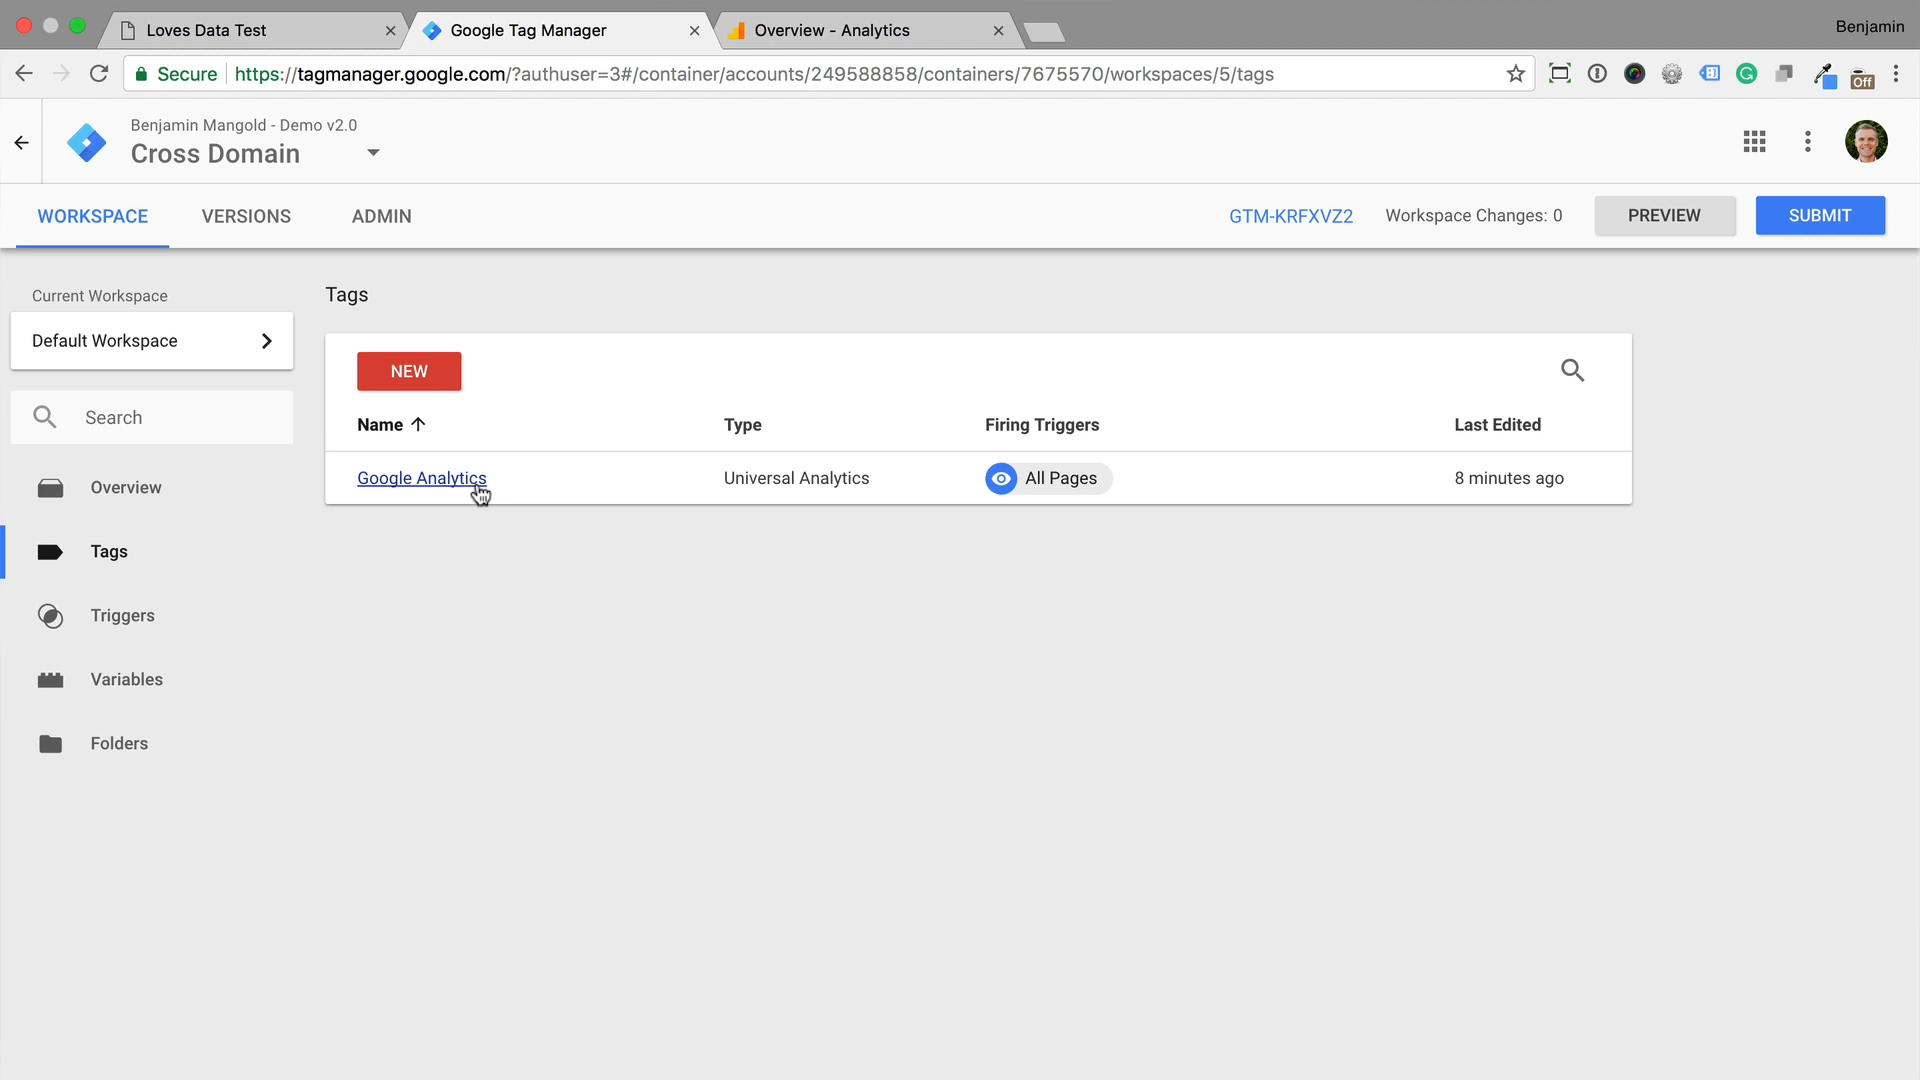 Loves Data Test
Google Tag Manager
Overview - Analytics
Benjamin
Secure
https://tagmanager.google.com/?authuser=3#/container/accounts/249588858/containers/7675570/workspaces/5/tags
Off
Benjamin Mangold - Demo v2.0
Cross Domain
WORKSPACE
VERSIONS
ADMIN
GTM-KRFXVZ2
Workspace Changes: 0
PREVIEW
SUBMIT
Current Workspace
Default Workspace
Search
Overview
Tags
Triggers
Variables
Folders
Tags
NEW
Name
Type
Firing Triggers
Last Edited
Google Analytics
Universal Analytics
All Pages
8 minutes ago